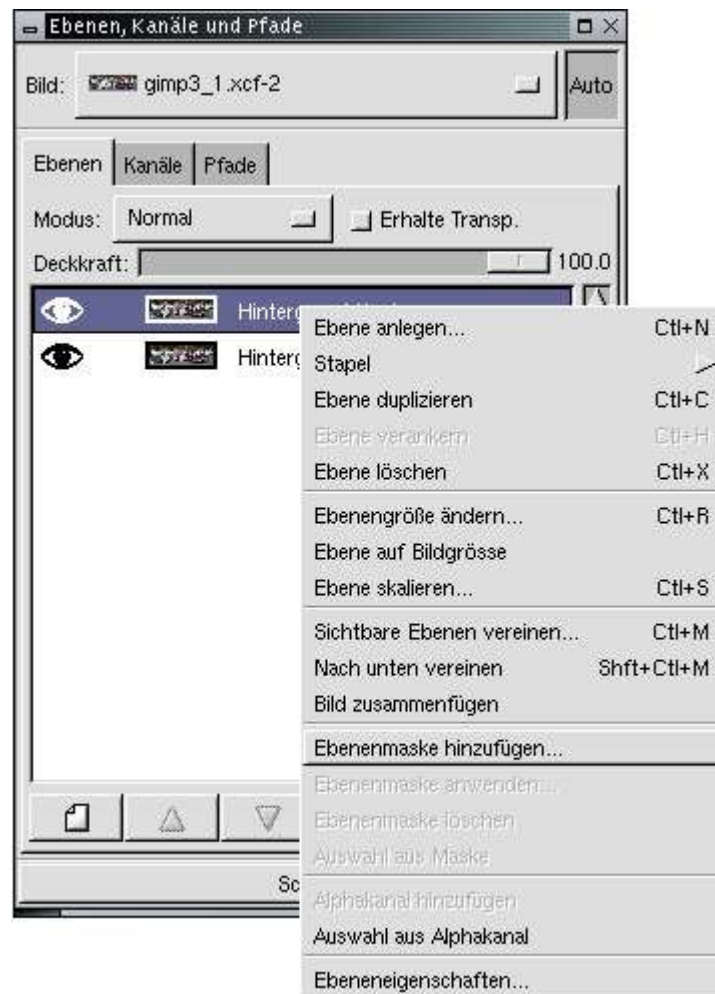 Ebenen, Kanäle und Pfade
Bild: gimp3_1.xcf-2 Auto
Ebenen Kanäle Pfade
Modus: Normal Erhalte Transp.
Deckkraft: 100.0
Ebene anlegen... Ctl+N
Stapel
Ebene duplizieren Ctl+C
Ebene verankern Ctl+H
Ebene löschen Ctl+X
Ebenengröße ändern... Ctl+R
Ebene auf Bildgrösse
Ebene skalieren... Ctl+S
Sichtbare Ebenen vereinen... Ctl+M
Nach unten vereinen Shft+Ctl+M
Bild zusammenfügen
Ebenenmaske hinzufügen...
Ebenenmaske anwenden...
Ebenenmaske löschen
Auswahl aus Maske
Alphakanal hinzufügen
Auswahl aus Alphakanal
Ebeneneigenschaften...